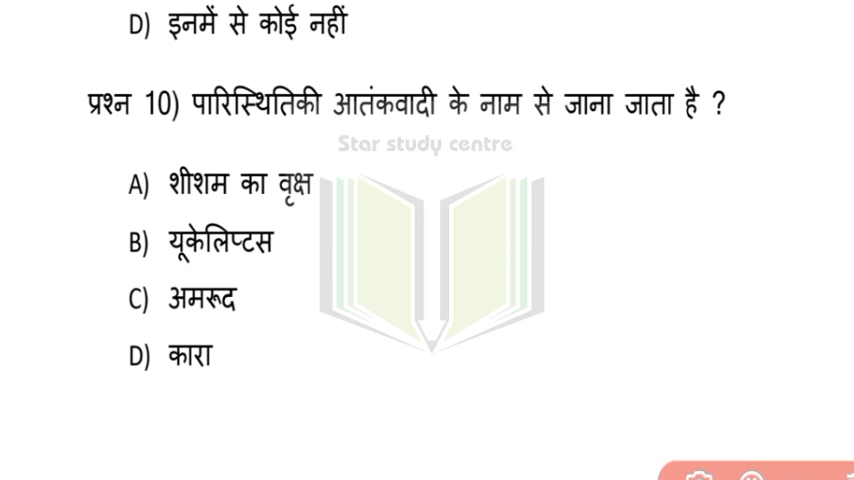 D) इनमें से कोई नहीं
प्रश्न 10) पारिस्थितिकी आतंकवादी के नाम से जाना जाता है ?
Star study centre
A) शीशम का वृक्ष
B) यूकेलिप्टस
C) अमरूद
D) कारा